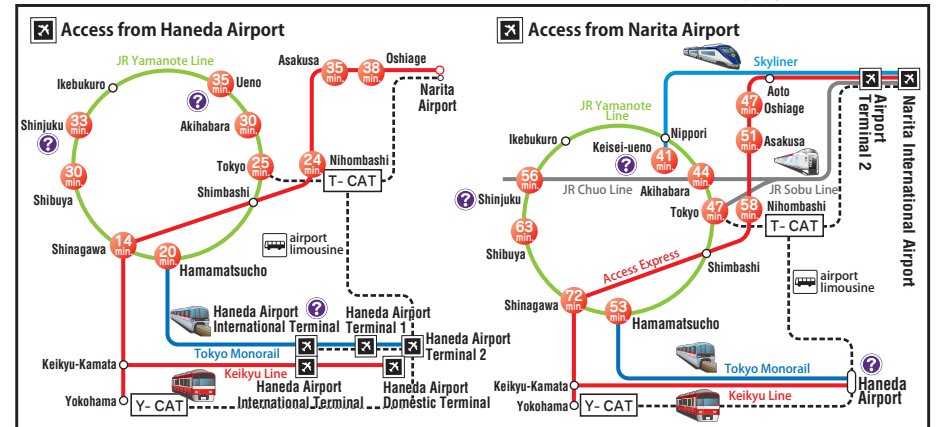 Access from Haneda Airport
JR Yamanote Line
Ikebukuro
35
min.
Ueno
?
Shinjuku
33
min.
?
Akihabara
30
min.
30
min.
Shibuya
Tokyo
25
min.
Shimbashi
Asakusa
35
min.
38
min.
Oshiage
Narita
Airport
24
min.
Nihombashi
T- CAT
Shinagawa
14
min.
20
min.
Hamamatsucho
airport
limousine
Haneda Airport
International Terminal
?
Haneda Airport
Terminal 1
Haneda Airport
Terminal 2
Tokyo Monorail
Keikyu-Kamata
Keikyu Line
Haneda Airport
International Terminal
Haneda Airport
Domestic Terminal
Yokohama
Y- CAT
Access from Narita Airport
Skyliner
Aoto
47
min.
Oshiage
51
min.
Asakusa
Airport
Terminal 2
Narita International Airport
JR Yamanote
Line
Ikebukuro
Nippori
Keisei-ueno
?
41
min.
56
min.
?
Shinjuku
JR Chuo Line
44
min.
Akihabara
JR Sobu Line
Tokyo
47
min.
58
min.
Nihombashi
T- CAT
63
min.
Shibuya
Shimbashi
Access Express
airport
limousine
Shinagawa
72
min.
53
min.
Hamamatsucho
Tokyo Monorail
?
Haneda
Airport
Keikyu-Kamata
Keikyu Line
Yokohama
Y- CAT